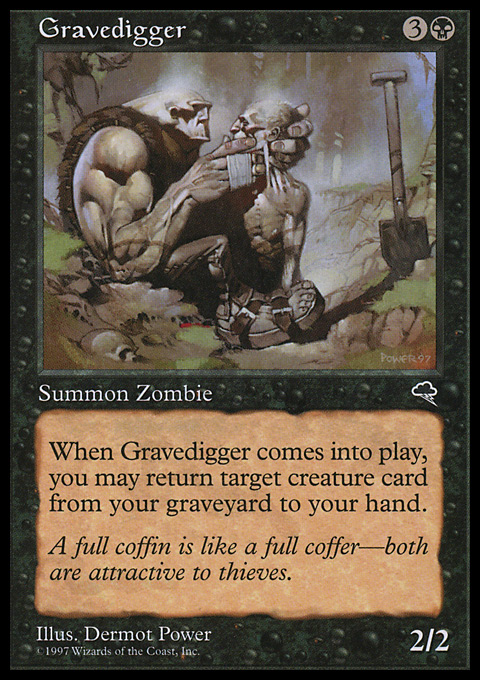 Gravedigger 3
POWER97
Summon Zombie
When Gravedigger comes into play,
you may return target creature card
from your graveyard to your hand.
A full coffin is like a full coffer—both
are attractive to thieves.
Illus. Dermot Power
©1997 Wizards of the Coast, Inc.
2/2